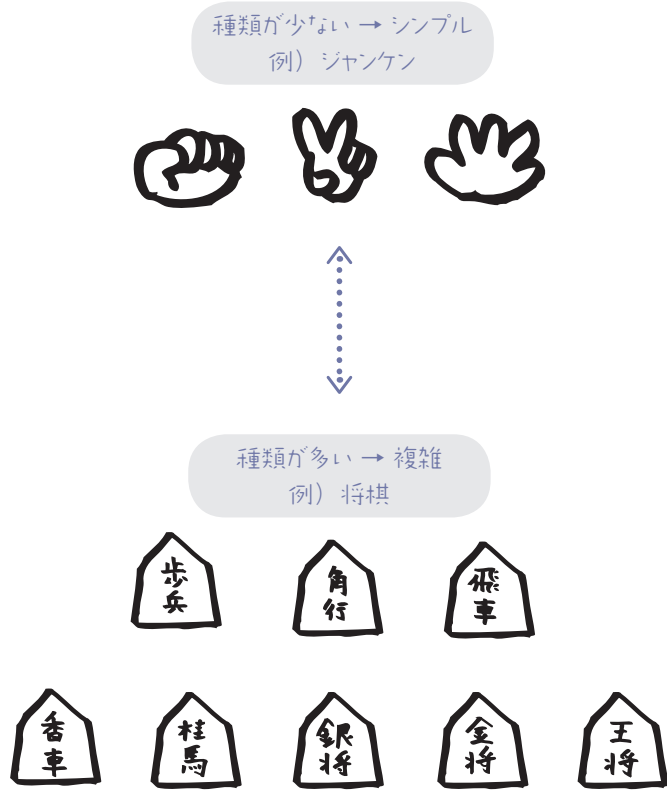 種類が少ない → シンプル
例） ジャンケン
種類が多い → 複雑
例） 将棋
歩兵
角行
飛車
香車
桂馬
銀将
金将
王将